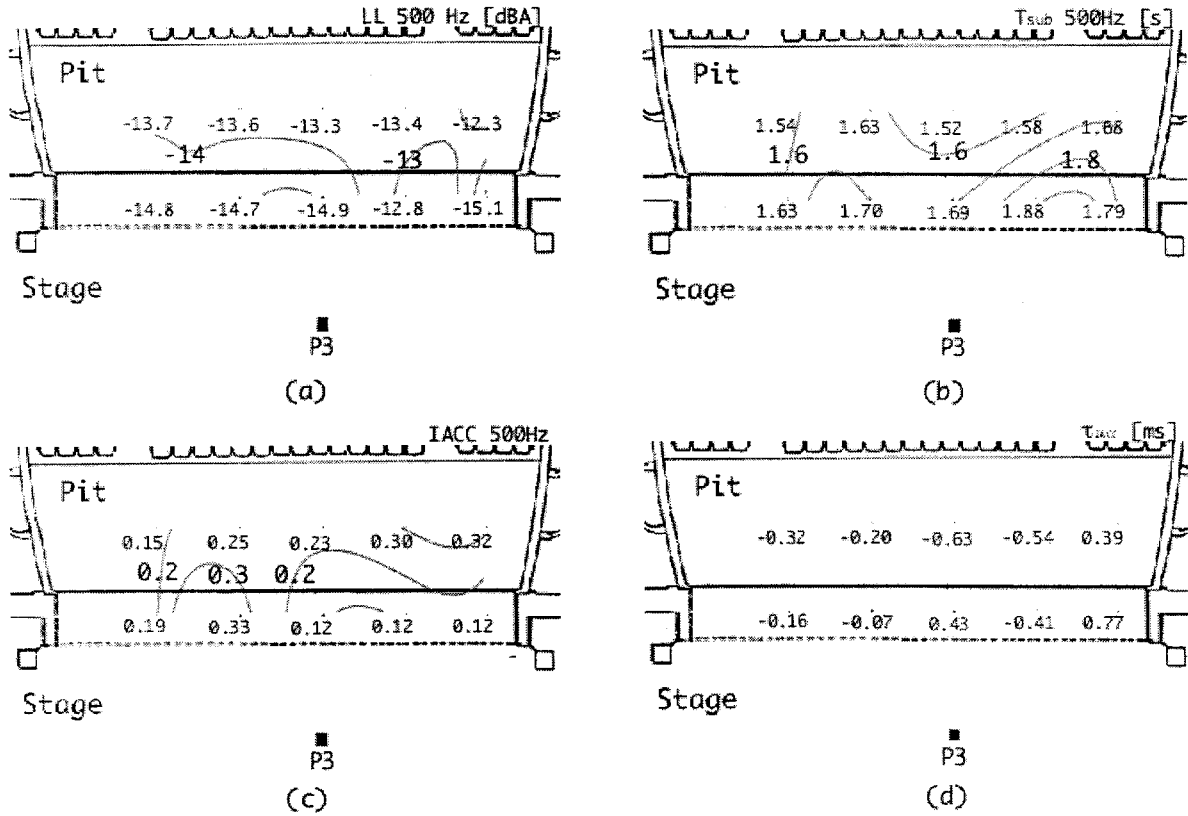 LL 500 Hz [dBA]
Pit
-13.7 -13.6 -13.3 -13.4 -12.3
-14 -13
-14.8 -14.7 -14.9 -12.8 -15.1
Stage
P3
(a)
Tsub 500Hz [s]
Pit
1.54 1.63 1.52 1.58 1.68
1.6 1.6 1.8
1.63 1.70 1.69 1.88 1.79
Stage
P3
(b)
IACC 500Hz
Pit
0.15 0.25 0.23 0.30 0.32
0.2 0.3 0.2
0.19 0.33 0.12 0.12 0.12
Stage
P3
(c)
[ms]
Pit
-0.32 -0.20 -0.63 -0.54 0.39
-0.16 -0.07 0.43 -0.41 0.77
Stage
P3
(d)